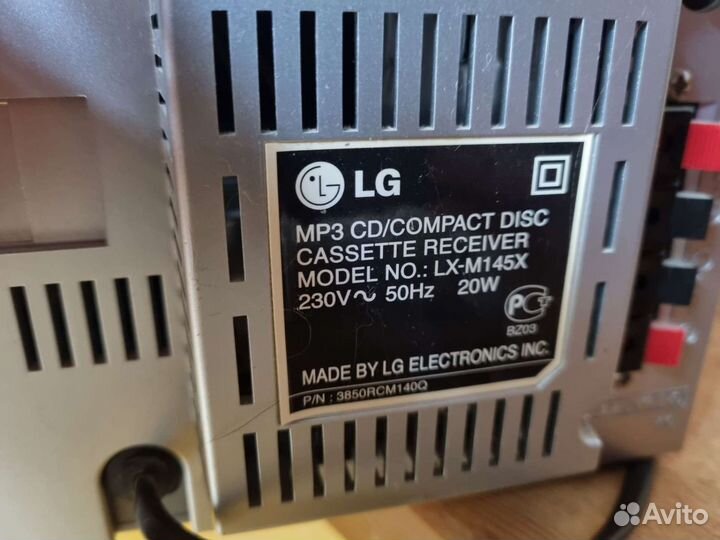 LG
MP3 CD/COMPACT DISC
CASSETTE RECEIVER
MODEL NO.: LX-M145X
230V~ 50Hz 20W
BZ03
MADE BY LG ELECTRONICS INC.
P/N : 3850RCM140Q
Avito